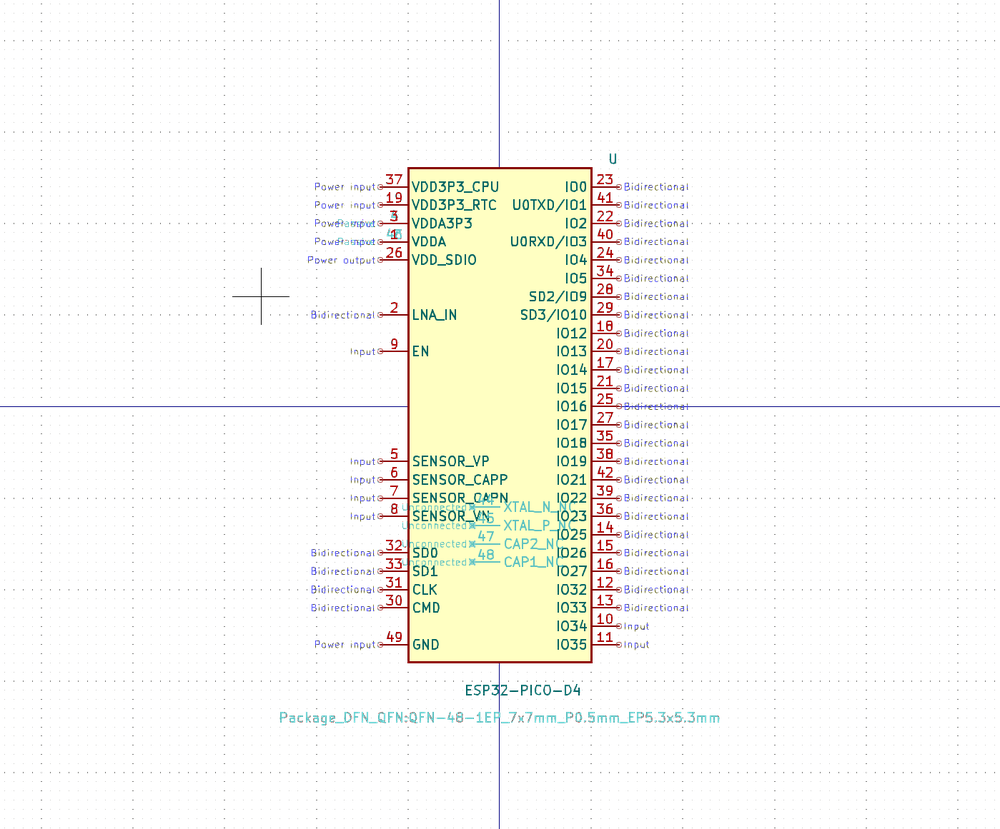 U
Power input 37 VDD3P3_CPU IO0 23 Bidirectional
Power input 19 VDD3P3_RTC U0TXD/IO1 41 Bidirectional
Power input 3 VDDA3P3 IO2 22 Bidirectional
Power input 1 VDDA U0RXD/IO3 40 Bidirectional
Power output 26 VDD_SDIO IO4 24 Bidirectional
IO5 34 Bidirectional
SD2/IO9 28 Bidirectional
Bidirectional 2 LNA_IN SD3/IO10 29 Bidirectional
IO12 18 Bidirectional
Input 9 EN IO13 20 Bidirectional
IO14 17 Bidirectional
IO15 21 Bidirectional
IO16 25 Bidirectional
IO17 27 Bidirectional
IO18 35 Bidirectional
Input 5 SENSOR_VP IO19 38 Bidirectional
Input 6 SENSOR_CAPP IO21 42 Bidirectional
Input 7 SENSOR_CAPN IO22 39 Bidirectional
Unconnected 44 XTAL_N_NC
Input 8 SENSOR_VN IO23 36 Bidirectional
Unconnected 45 XTAL_P_NC IO25 14 Bidirectional
Unconnected 47 CAP2_NC
Bidirectional 32 SD0 IO26 15 Bidirectional
Unconnected 48 CAP1_NC
Bidirectional 33 SD1 IO27 16 Bidirectional
Bidirectional 31 CLK IO32 12 Bidirectional
Bidirectional 30 CMD IO33 13 Bidirectional
IO34 10 Input
Power input 49 GND IO35 11 Input
ESP32-PICO-D4
Package_DFN_QFN:QFN-48-1EP_7x7mm_P0.5mm_EP5.3x5.3mm